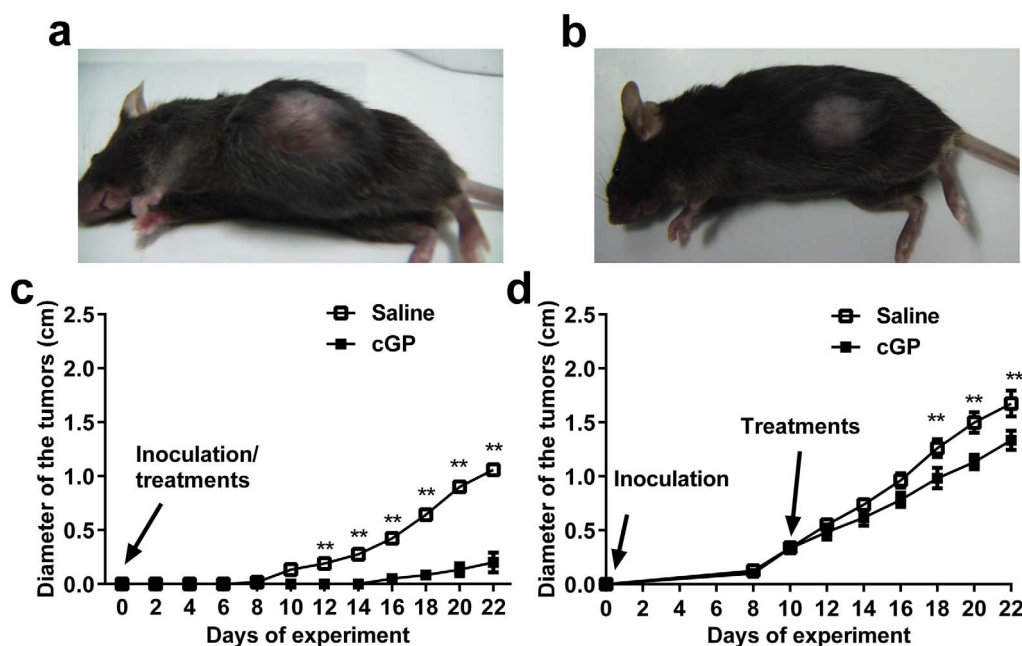 a
b
c
Diameter of the tumors (cm)
2.5
2.0
1.5
1.0
0.5
0.0
Saline
cGP
Inoculation/
treatments
**
**
**
**
**
**
0 2 4 6 8 10 12 14 16 18 20 22
Days of experiment
d
Diameter of the tumors (cm)
2.5
2.0
1.5
1.0
0.5
0.0
Saline
cGP
Inoculation
Treatments
**
**
**
0 2 4 6 8 10 12 14 16 18 20 22
Days of experiment